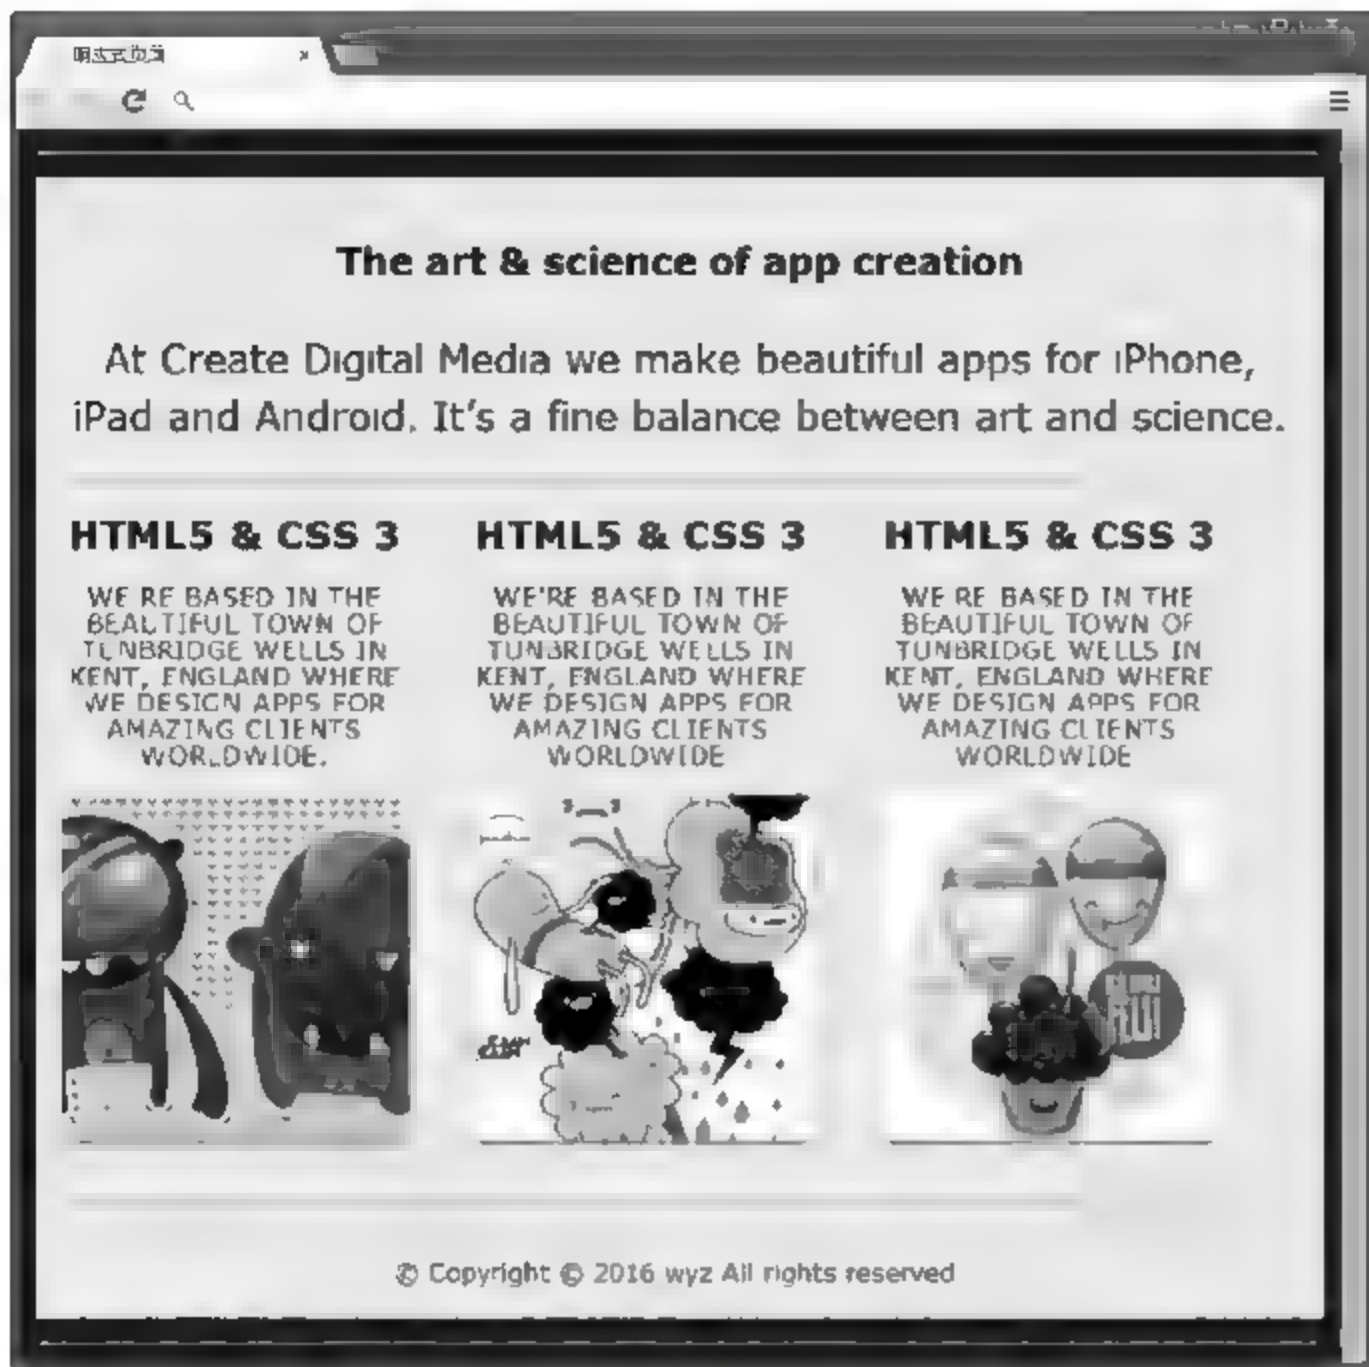 The art & science of app creation
At Create Digital Media we make beautiful apps for iPhone,
iPad and Android. It's a fine balance between art and science.
HTML5 & CSS 3
WE RE BASED IN THE
BEAUTIFUL TOWN OF
TUNBRIDGE WELLS IN
KENT, ENGLAND WHERE
WE DESIGN APPS FOR
AMAZING CLIENTS
WORLDWIDE.
HTML5 & CSS 3
WE'RE BASED IN THE
BEAUTIFUL TOWN OF
TUNBRIDGE WELLS IN
KENT, ENGLAND WHERE
WE DESIGN APPS FOR
AMAZING CLIENTS
WORLDWIDE
HTML5 & CSS 3
WE RE BASED IN THE
BEAUTIFUL TOWN OF
TUNBRIDGE WELLS IN
KENT, ENGLAND WHERE
WE DESIGN APPS FOR
AMAZING CLIENTS
WORLDWIDE
© Copyright © 2016 wyz All rights reserved